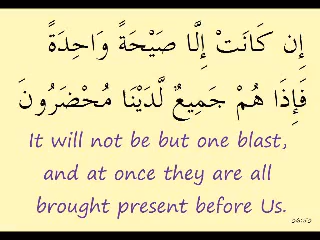 إِن كَانَتْ إِلَّا صَيْحَةً وَاحِدَةً
فَإِذَا هُمْ جَمِيعٌ لَّدَيْنَا مُحْضَرُونَ
It will not be but one blast,
and at once they are all
brought present before Us.